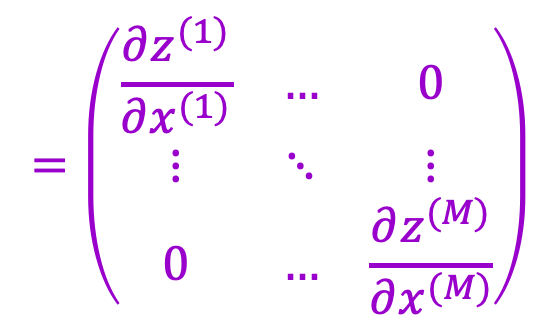 = ( ∂z⁽¹⁾/∂x⁽¹⁾ … 0
⋮ ⋱ ⋮
0 … ∂z⁽ᴹ⁾/∂x⁽ᴹ⁾ )